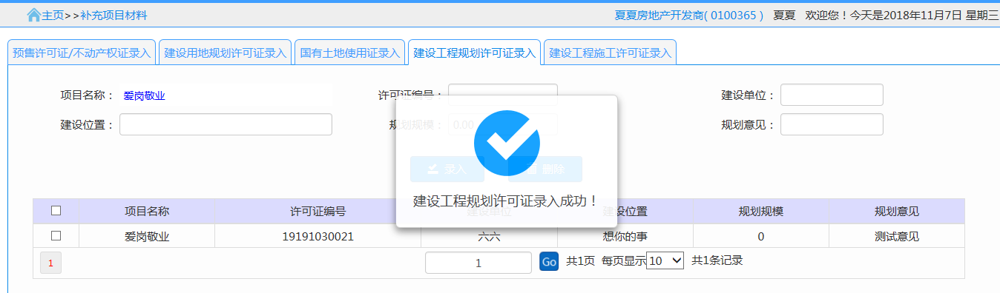 主页>>补充项目材料 夏夏房地产开发商( 0100365 ) 夏夏 欢迎您！今天是2018年11月7日 星期三
预售许可证/不动产权证录入 建设用地规划许可证录入 国有土地使用证录入 建设工程规划许可证录入 建设工程施工许可证录入
项目名称： 爱岗敬业 许可证编号： 建设单位：
建设位置： 规划规模： 0.00 规划意见：
录入 删除
建设工程规划许可证录入成功！
项目名称 许可证编号 建设单位 建设位置 规划规模 规划意见
爱岗敬业 19191030021 六六 想你的事 0 测试意见
1 1 Go 共1页 每页显示 10 共1条记录